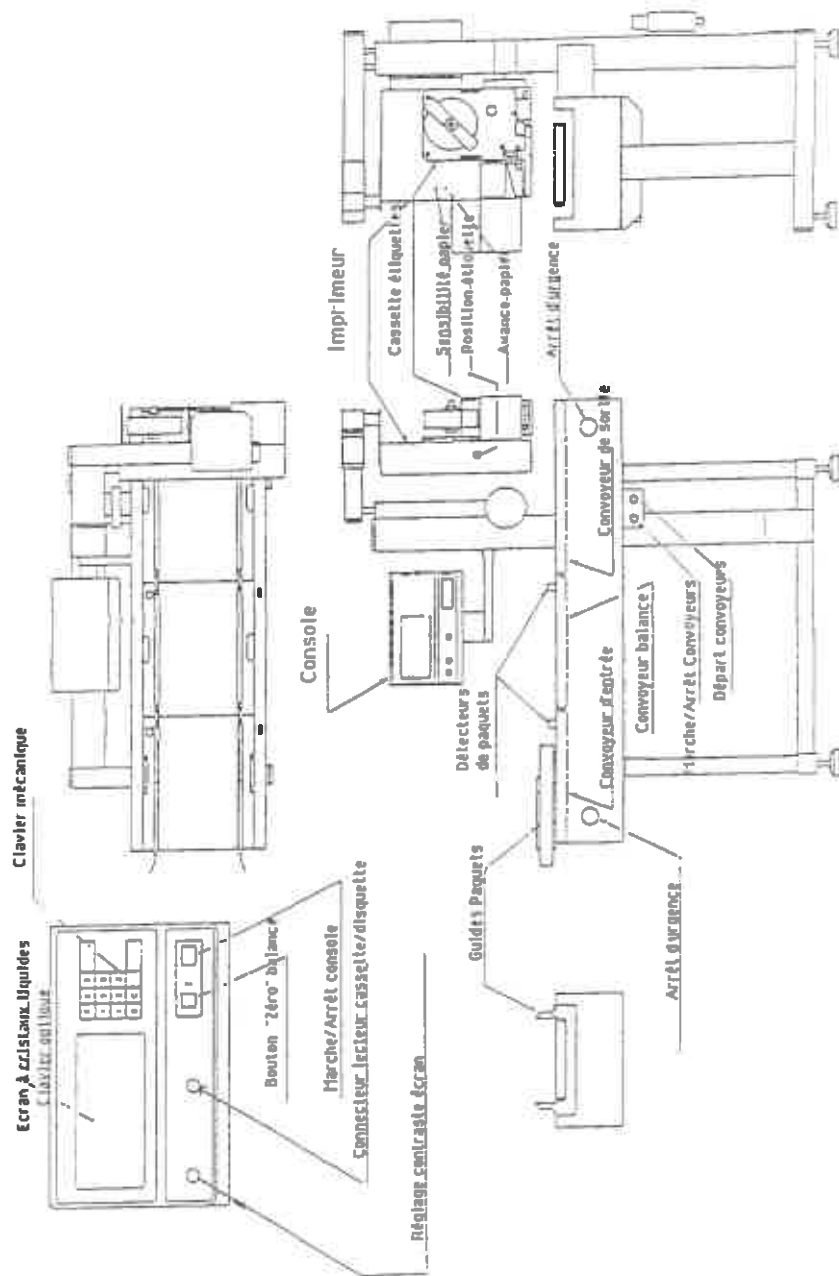 Clavier mécanique
Ecran à cristaux liquides
Clavier optique
Bouton "Zéro" balance
Marche/Arrêt console
Connecteur lecteur cassette/disquette
Réglage contraste écran
Console
Imprimeur
Cassette étiquettes
Sensibilité papier
Position étiquette
Avance papier
Détecteurs
de paquets
Guides Paquets
Arrêt d'urgence
Convoyeur d'entrée
Convoyeur balance
Convoyeur de sortie
Marche/Arrêt Convoyeurs
Départ convoyeurs
Arrêt d'urgence